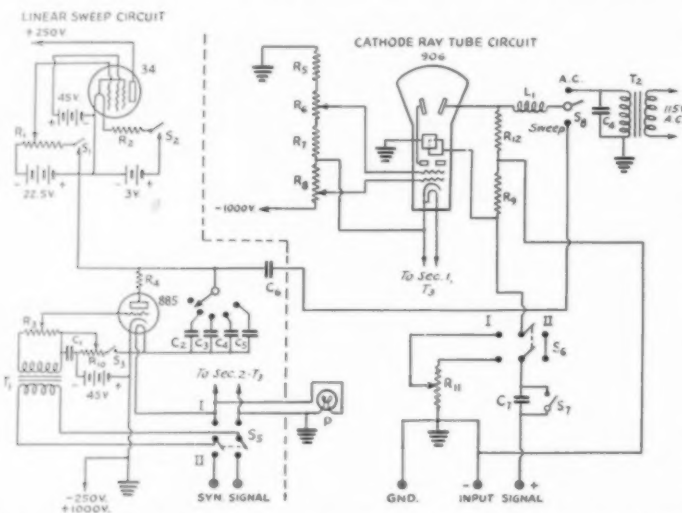 LINEAR SWEEP CIRCUIT
+250V.
34
45V.
R1
R2
S1
S2
22.5V.
3V.
R4
885
R3
C1
R10
S3
45V
T1
C2 C3 C4 C5
C6
To Sec. 2-T3
I
P
S5
II
-250V.
+1000V.
SYN. SIGNAL
CATHODE RAY TUBE CIRCUIT
906
R5
R6
R7
R8
-1000V.
To Sec. 1,
T3
L1
A.C.
T2
R12
S8
C4
115V
A.C.
Sweep
R9
I
II
S6
R11
C7
S7
GND.
- INPUT SIGNAL +